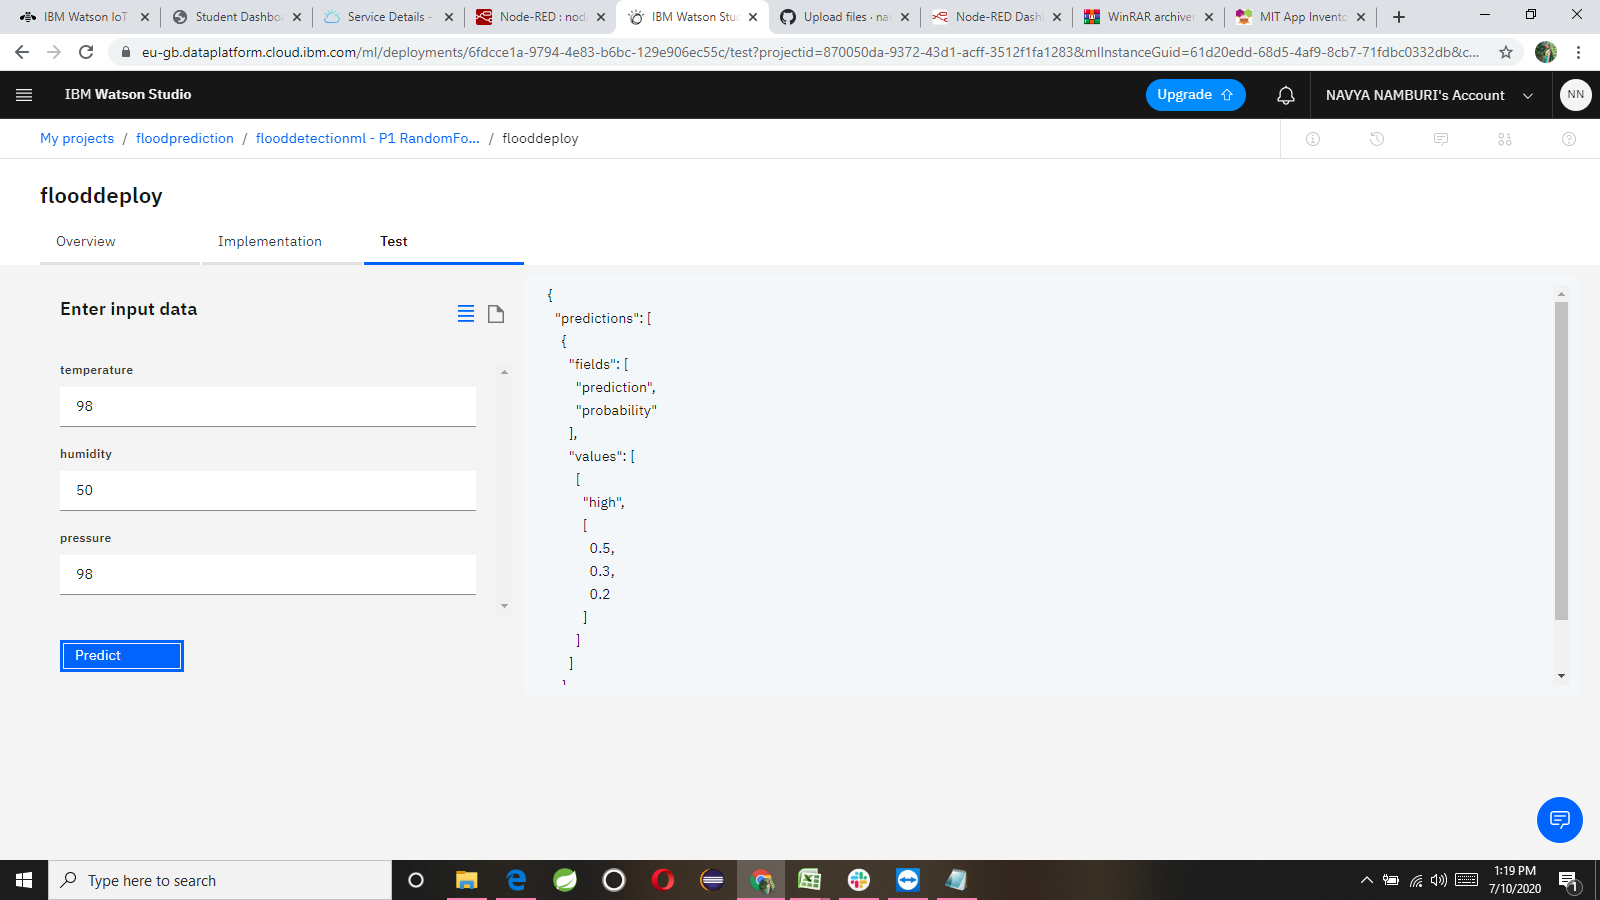 IBM Watson IoT
Student Dashbo
Service Details -
Node-RED : nod
IBM Watson Stud
Upload files · nav
Node-RED Dash
WinRAR archiver
MIT App Invento
eu-gb.dataplatform.cloud.ibm.com/ml/deployments/6fdcce1a-9794-4e83-b6bc-129e906ec55c/test?projectid=870050da-9372-43d1-acff-3512f1fa1283&mlInstanceGuid=61d20edd-68d5-4af9-8cb7-71fdbc0332db&c...
IBM Watson Studio
Upgrade
NAVYA NAMBURI's Account
NN
My projects / floodprediction / flooddetectionml - P1 RandomFo... / flooddeploy
flooddeploy
Overview
Implementation
Test
Enter input data
temperature
98
humidity
50
pressure
98
Predict
{
"predictions": [
{
"fields": [
"prediction",
"probability"
],
"values": [
[
"high",
[
0.5,
0.3,
0.2
]
]
]
Type here to search
1:19 PM
7/10/2020
1